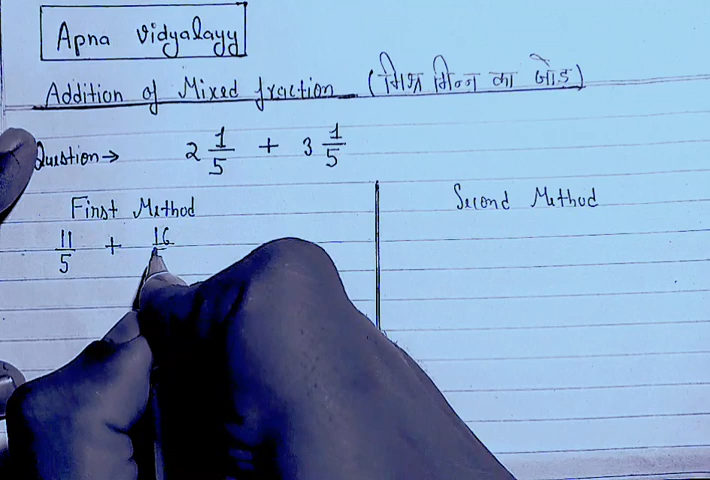 Apna Vidyalayy
Addition of Mixed fraction (मिश्र भिन्न का जोड़)
Question → 2 1/5 + 3 1/5
First Method
11/5 + 16
Second Method